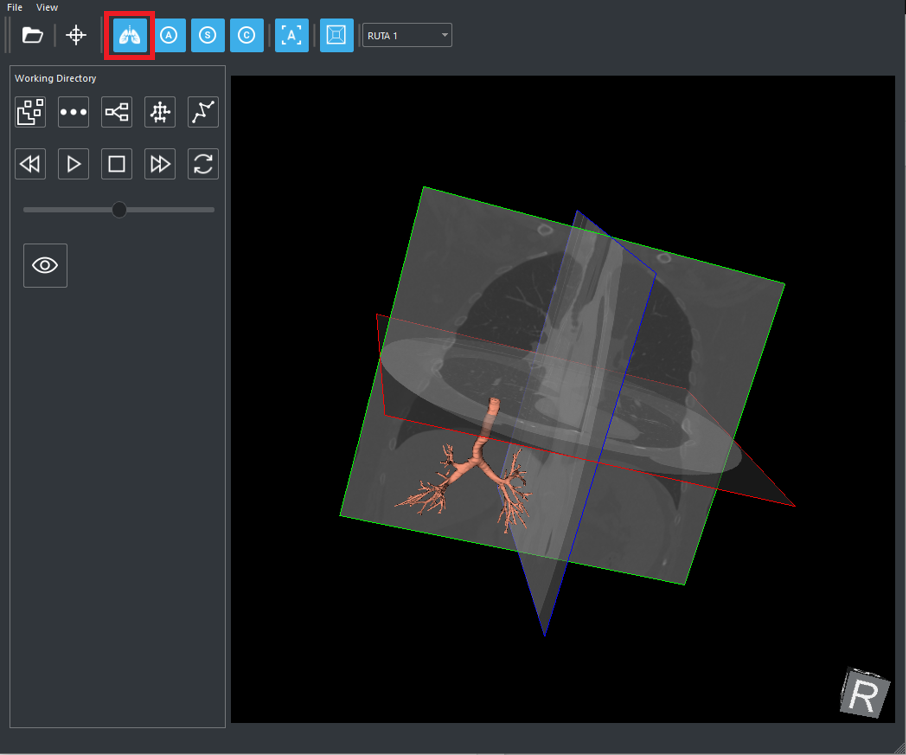 File View
A S C A RUTA 1
Working Directory
R